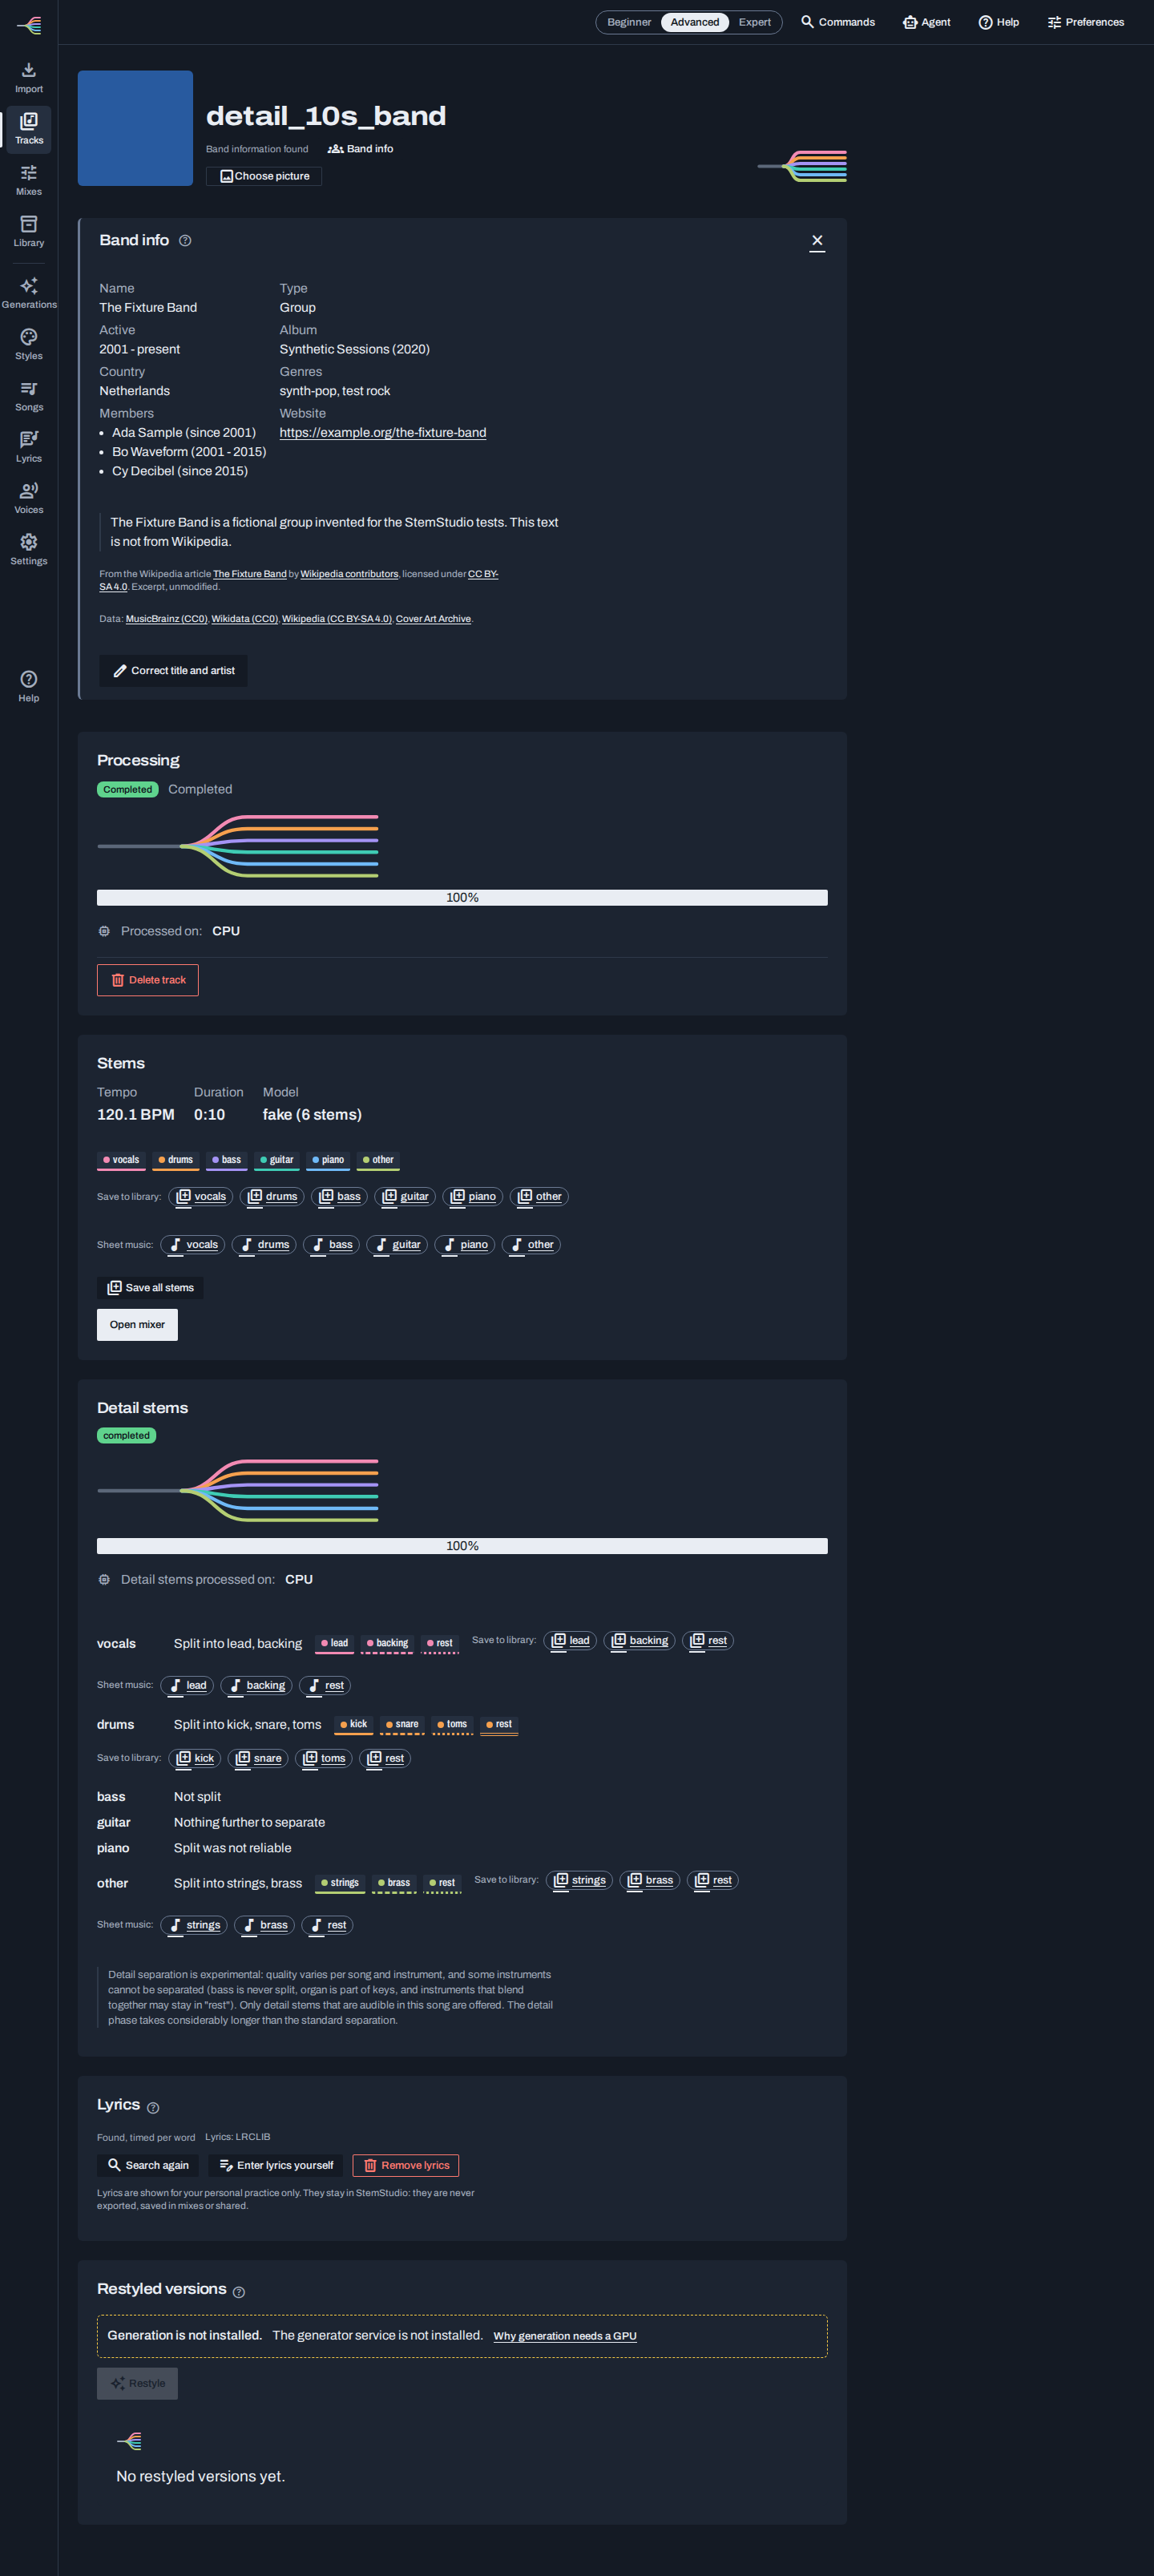 Beginner Advanced Expert Commands Agent Help Preferences
Import
Tracks
Mixes
Library
Generations
Styles
Songs
Lyrics
Voices
Settings
Help
detail_10s_band
Band information found Band info
Choose picture
Band info
Name Type
The Fixture Band Group
Active Album
2001 - present Synthetic Sessions (2020)
Country Genres
Netherlands synth-pop, test rock
Members Website
Ada Sample (since 2001) https://example.org/the-fixture-band
Bo Waveform (2001 - 2015)
Cy Decibel (since 2015)
The Fixture Band is a fictional group invented for the StemStudio tests. This text
is not from Wikipedia.
From the Wikipedia article The Fixture Band by Wikipedia contributors, licensed under CC BY-
SA 4.0. Excerpt, unmodified.
Data: MusicBrainz (CC0), Wikidata (CC0), Wikipedia (CC BY-SA 4.0), Cover Art Archive.
Correct title and artist
Processing
Completed Completed
100%
Processed on: CPU
Delete track
Stems
Tempo Duration Model
120.1 BPM 0:10 fake (6 stems)
vocals drums bass guitar piano other
Save to library: vocals drums bass guitar piano other
Sheet music: vocals drums bass guitar piano other
Save all stems
Open mixer
Detail stems
completed
100%
Detail stems processed on: CPU
vocals Split into lead, backing lead backing rest Save to library: lead backing rest
Sheet music: lead backing rest
drums Split into kick, snare, toms kick snare toms rest
Save to library: kick snare toms rest
bass Not split
guitar Nothing further to separate
piano Split was not reliable
other Split into strings, brass strings brass rest Save to library: strings brass rest
Sheet music: strings brass rest
Detail separation is experimental: quality varies per song and instrument, and some instruments
cannot be separated (bass is never split, organ is part of keys, and instruments that blend
together may stay in "rest"). Only detail stems that are audible in this song are offered. The detail
phase takes considerably longer than the standard separation.
Lyrics
Found, timed per word Lyrics: LRCLIB
Search again Enter lyrics yourself Remove lyrics
Lyrics are shown for your personal practice only. They stay in StemStudio: they are never
exported, saved in mixes or shared.
Restyled versions
Generation is not installed. The generator service is not installed. Why generation needs a GPU
Restyle
No restyled versions yet.